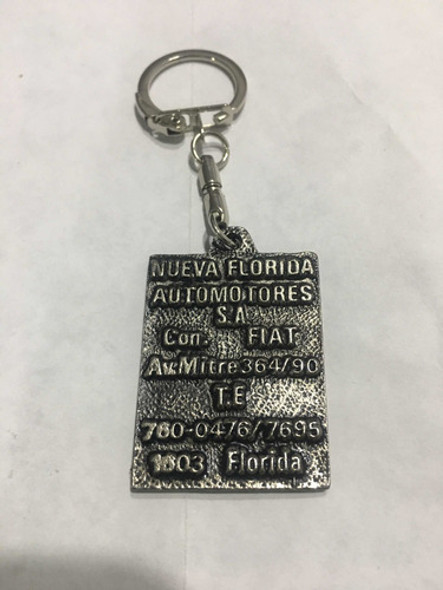 NUEVA FLORIDA
AUTOMOTORES
S.A
Con. FIAT
Av.Mitre 364/90
T.E
760-0476/7695
1603 Florida